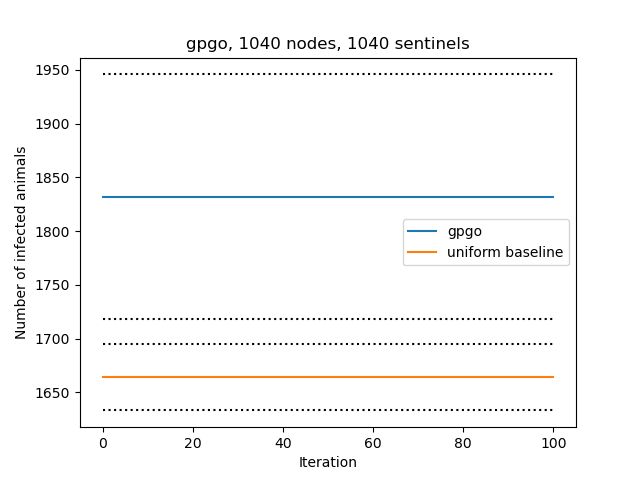 gpgo, 1040 nodes, 1040 sentinels
Number of infected animals
1950
1900
1850
1800
1750
1700
1650
gpgo
uniform baseline
0
20
40
60
80
100
Iteration